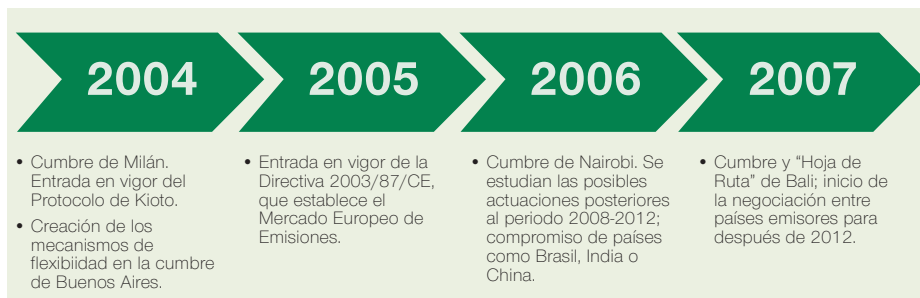 2004
2005
2006
2007
• Cumbre de Milán.
Entrada en vigor del
Protocolo de Kioto.
• Creación de los
mecanismos de
flexibiidad en la cumbre
de Buenos Aires.
• Entrada en vigor de la
Directiva 2003/87/CE,
que establece el
Mercado Europeo de
Emisiones.
• Cumbre de Nairobi. Se
estudian las posibles
actuaciones posteriores
al periodo 2008-2012;
compromiso de países
como Brasil, India o
China.
• Cumbre y “Hoja de
Ruta” de Bali; inicio de
la negociación entre
países emisores para
después de 2012.